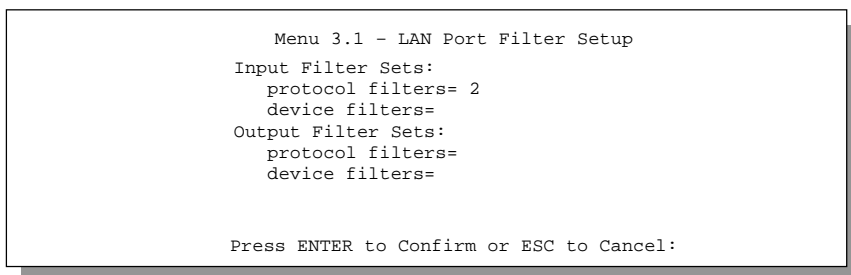 Menu 3.1 – LAN Port Filter Setup
Input Filter Sets:
protocol filters= 2
device filters=
Output Filter Sets:
protocol filters=
device filters=
Press ENTER to Confirm or ESC to Cancel: